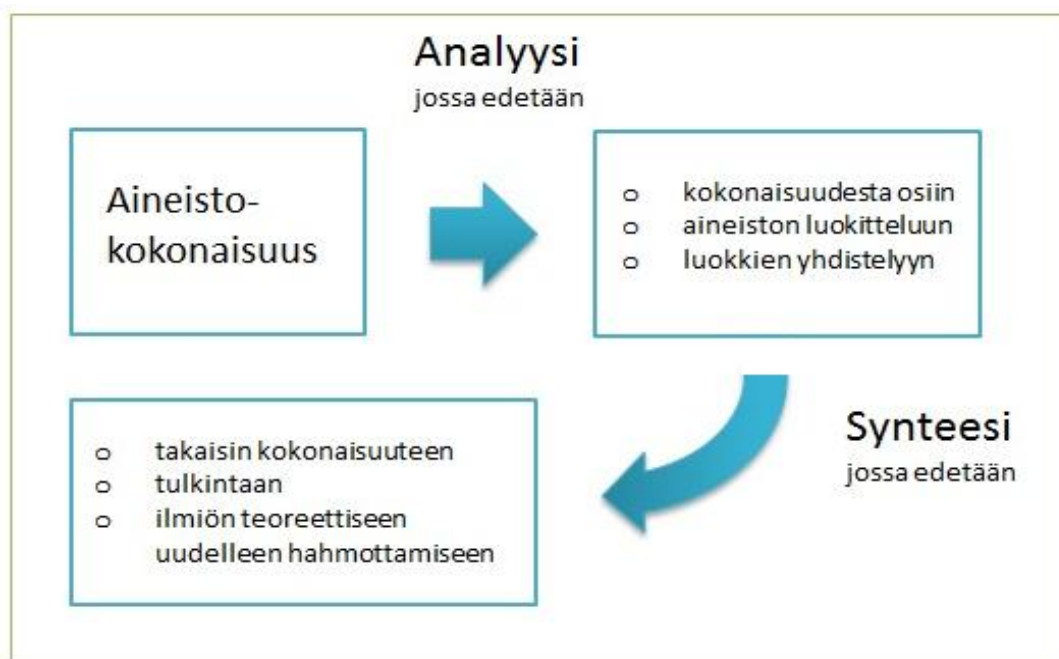 Analyysi
jossa edetään
Aineisto-
kokonaisuus
o kokonaisuudesta osiin
o aineiston luokitteluun
o luokkien yhdistelyyn
Synteesi
jossa edetään
o takaisin kokonaisuuteen
o tulkintaan
o ilmiön teoreettiseen
uudelleen hahmottamiseen